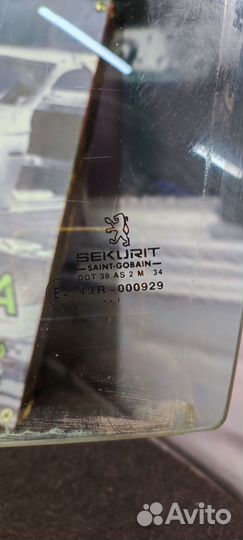 SEKURIT
SAINT-GOBAIN
DOT 39 AS 2 M 34
E2 43R-000929
A
Avito